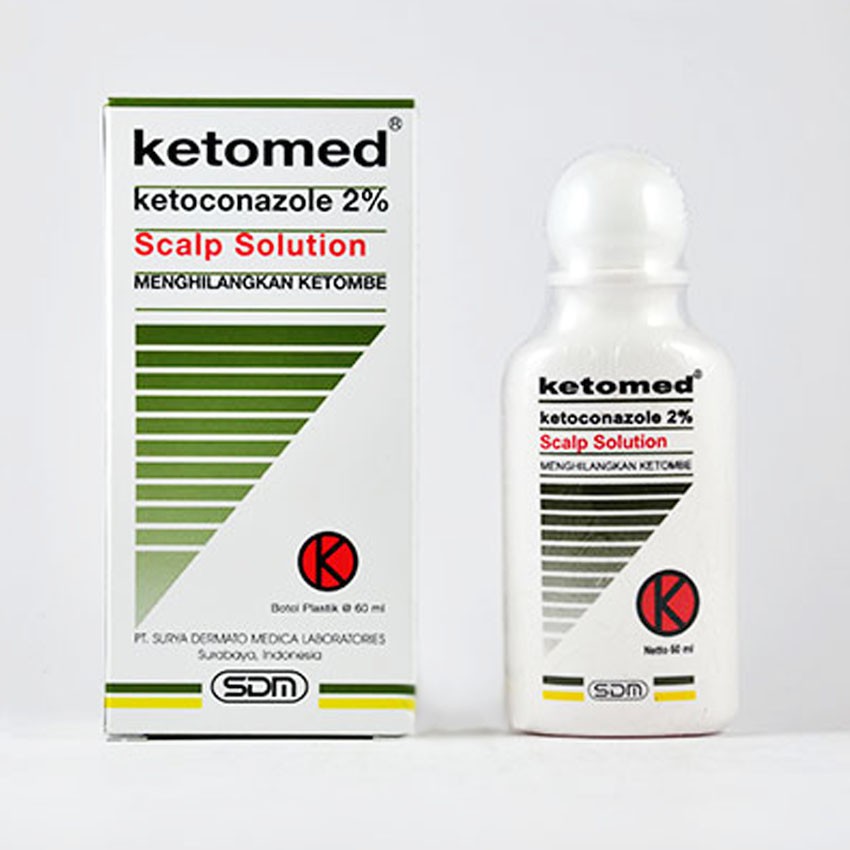 ketomed®
ketoconazole 2%
Scalp Solution
MENGHILANGKAN KETOMBE
K
Botol Plastik @ 60 ml
PT. SURYA DERMATO MEDICA LABORATORIES
Surabaya, Indonesia
SDM
ketomed®
ketoconazole 2%
Scalp Solution
MENGHILANGKAN KETOMBE
K
Netto 60 ml
SDM